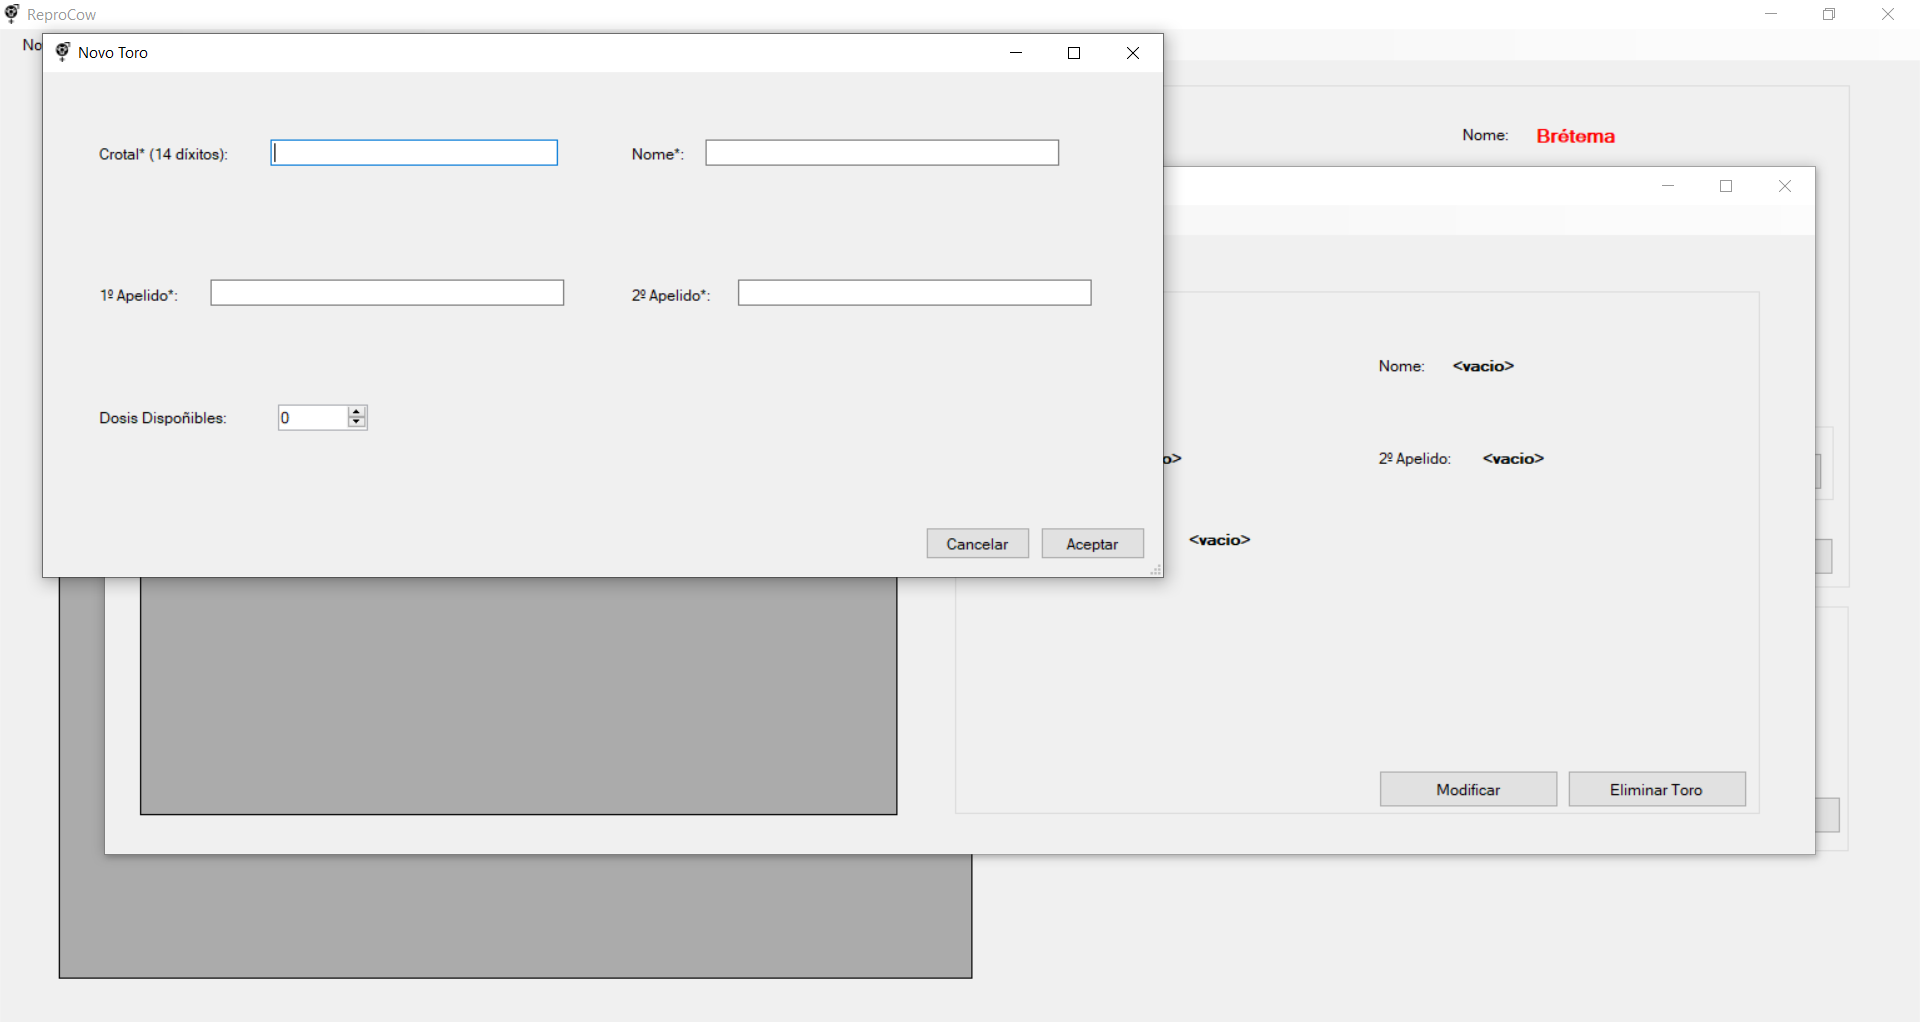 ReproCow
No
Novo Toro
Crotal* (14 díxitos):
Nome*:
1º Apelido*:
2º Apelido*:
Dosis Dispoñibles:
0
Cancelar
Aceptar
Nome:
Brétema
Nome:
<vacio>
o>
2º Apelido:
<vacio>
<vacio>
Modificar
Eliminar Toro